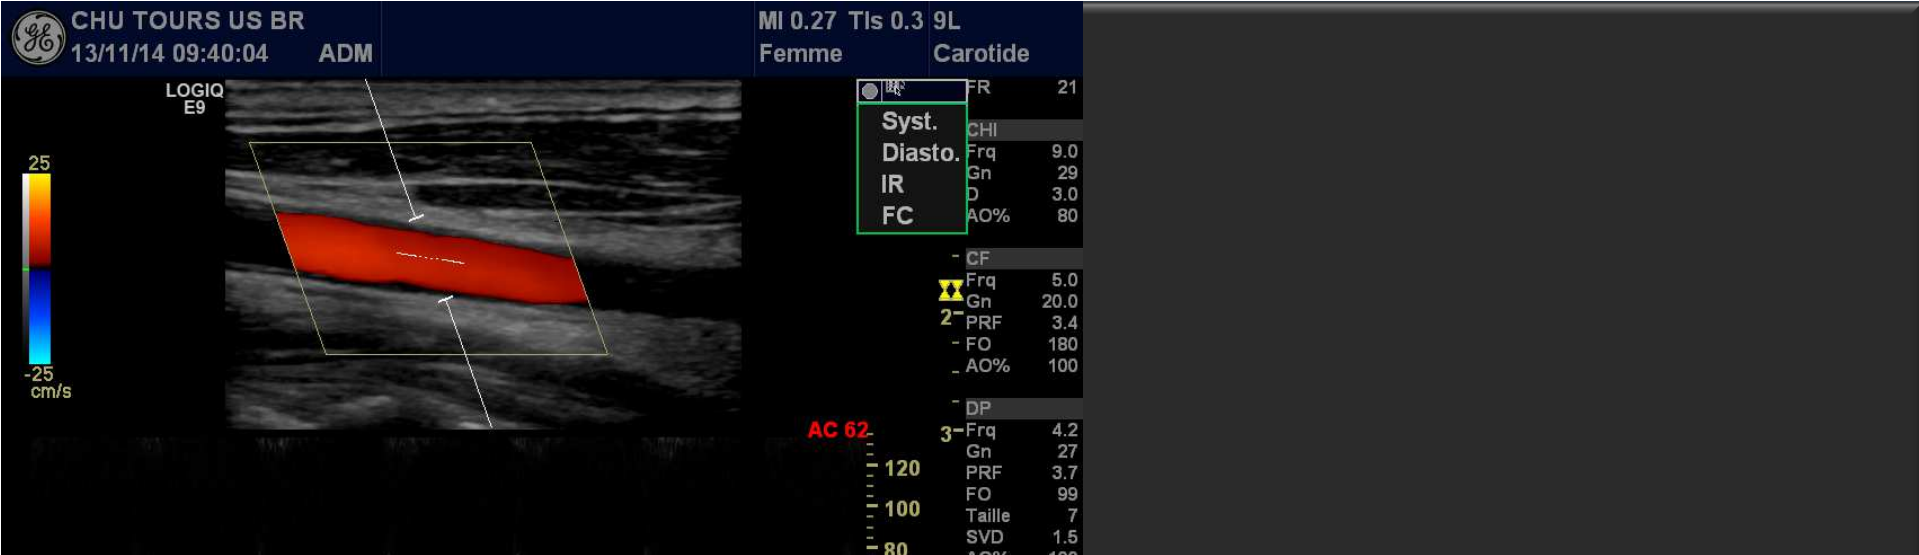 CHU TOURS US BR
13/11/14 09:40:04 ADM
MI 0.27 TIs 0.3 9L
Femme Carotide
LOGIQ
E9
25
-25
cm/s
Syst.
Diasto.
IR
FC
FR 21
CHI
Frq 9.0
Gn 29
D 3.0
AO% 80
CF
Frq 5.0
Gn 20.0
PRF 3.4
FO 180
AO% 100
2
DP
3
Frq 4.2
Gn 27
PRF 3.7
FO 99
Taille 7
SVD 1.5
AC 62
120
100
80